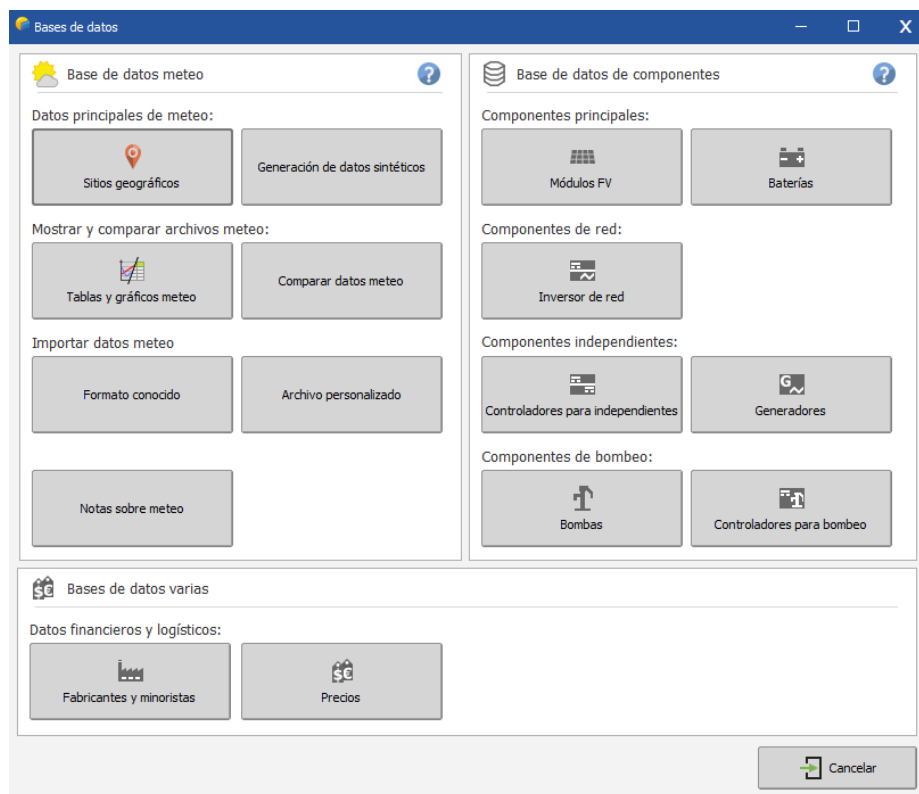 Bases de datos
Base de datos meteo
Datos principales de meteo:
Sitios geográficos
Generación de datos sintéticos
Mostrar y comparar archivos meteo:
Tablas y gráficos meteo
Comparar datos meteo
Importar datos meteo
Formato conocido
Archivo personalizado
Notas sobre meteo
Base de datos de componentes
Componentes principales:
Módulos FV
Baterías
Componentes de red:
Inversor de red
Componentes independientes:
Controladores para independientes
Generadores
Componentes de bombeo:
Bombas
Controladores para bombeo
Bases de datos varias
Datos financieros y logísticos:
Fabricantes y minoristas
Precios
Cancelar